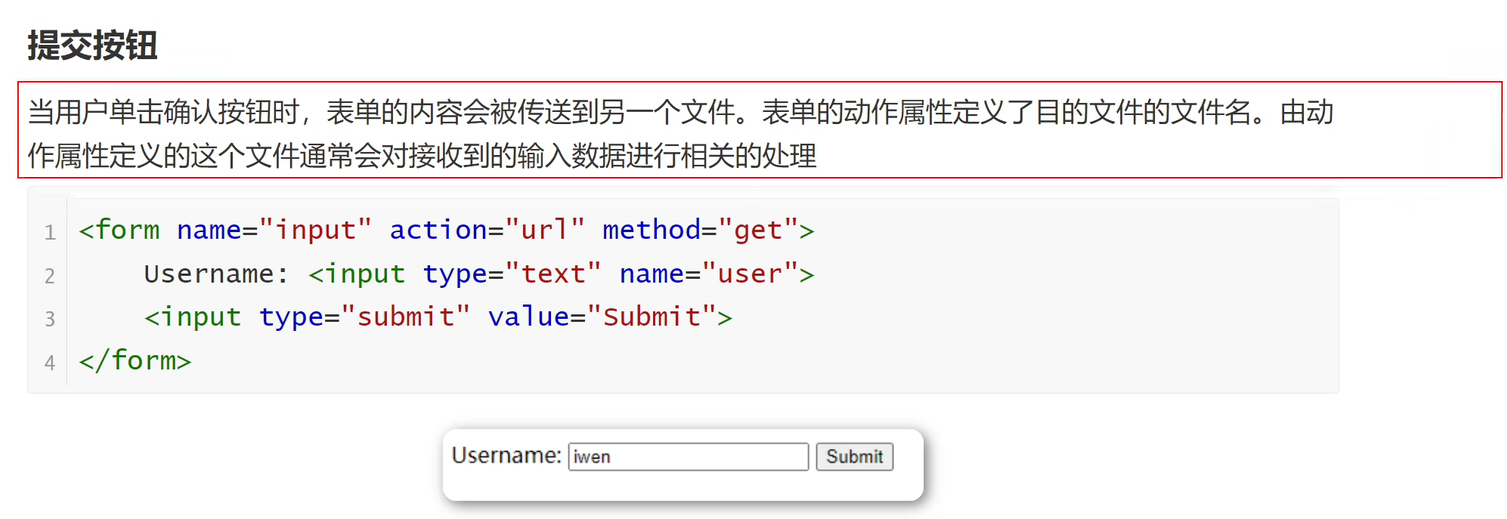 提交按钮
当用户单击确认按钮时，表单的内容会被传送到另一个文件。表单的动作属性定义了目的文件的文件名。由动
作属性定义的这个文件通常会对接收到的输入数据进行相关的处理
1 <form name="input" action="url" method="get">
2     Username: <input type="text" name="user">
3     <input type="submit" value="Submit">
4 </form>
Username: iwen Submit